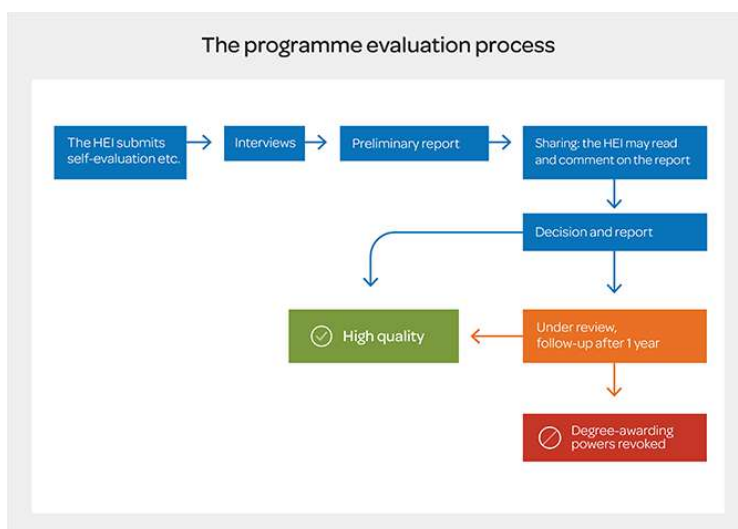 The programme evaluation process
The HEI submits
self-evaluation etc.
Interviews
Preliminary report
Sharing: the HEI may read
and comment on the report
Decision and report
High quality
Under review,
follow-up after 1 year
Degree-awarding
powers revoked